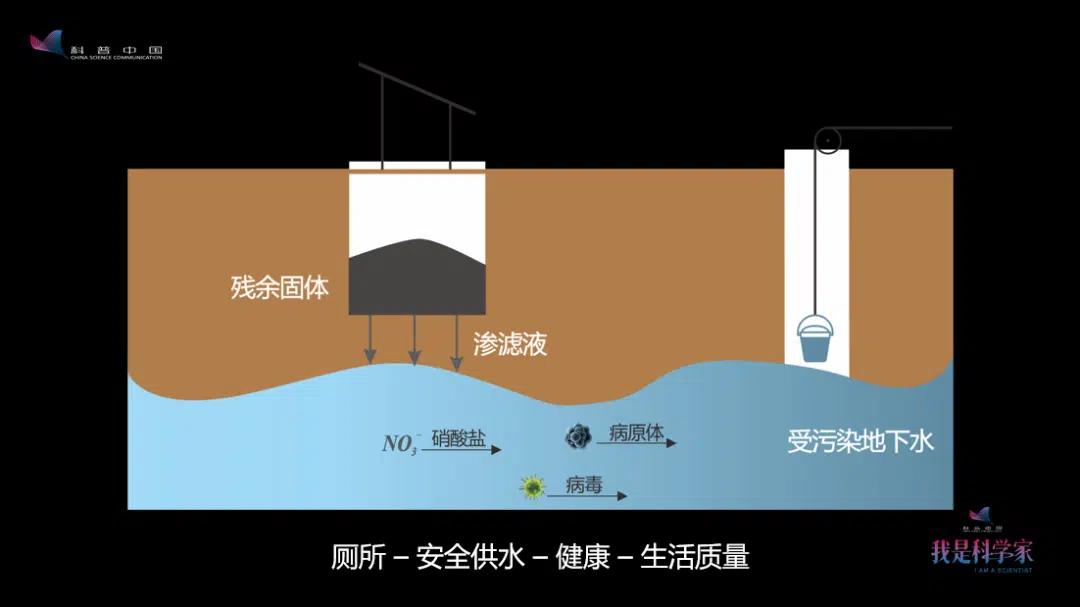 科普中国
CHINA SCIENCE COMMUNICATION
残余固体
渗滤液
NO₃⁻ 硝酸盐
病原体
病毒
受污染地下水
科普中国
我是科学家
I AM A SCIENTIST
厕所 – 安全供水 – 健康 – 生活质量